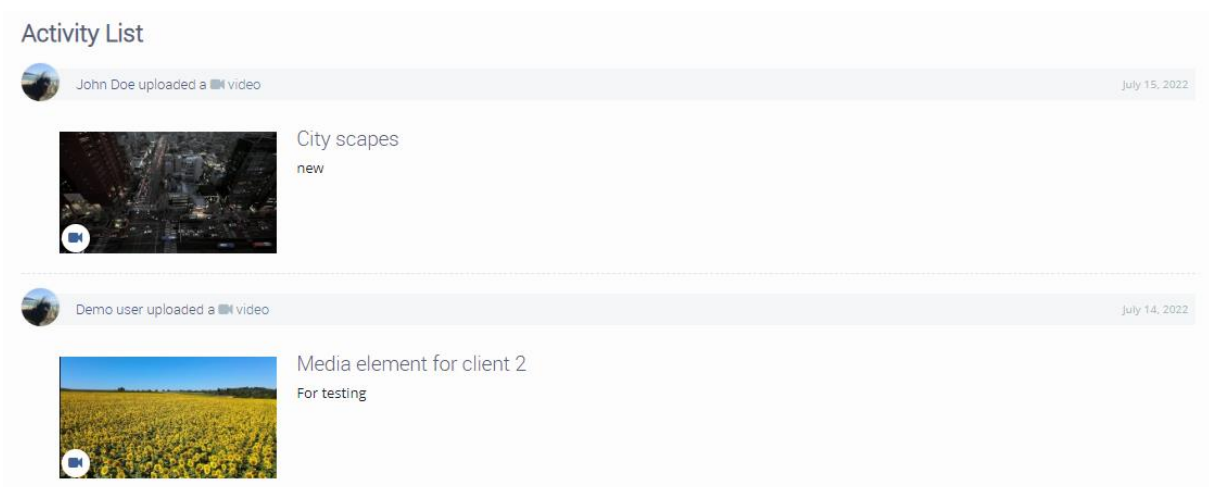 Activity List
John Doe uploaded a video
July 15, 2022
City scapes
new
Demo user uploaded a video
July 14, 2022
Media element for client 2
For testing